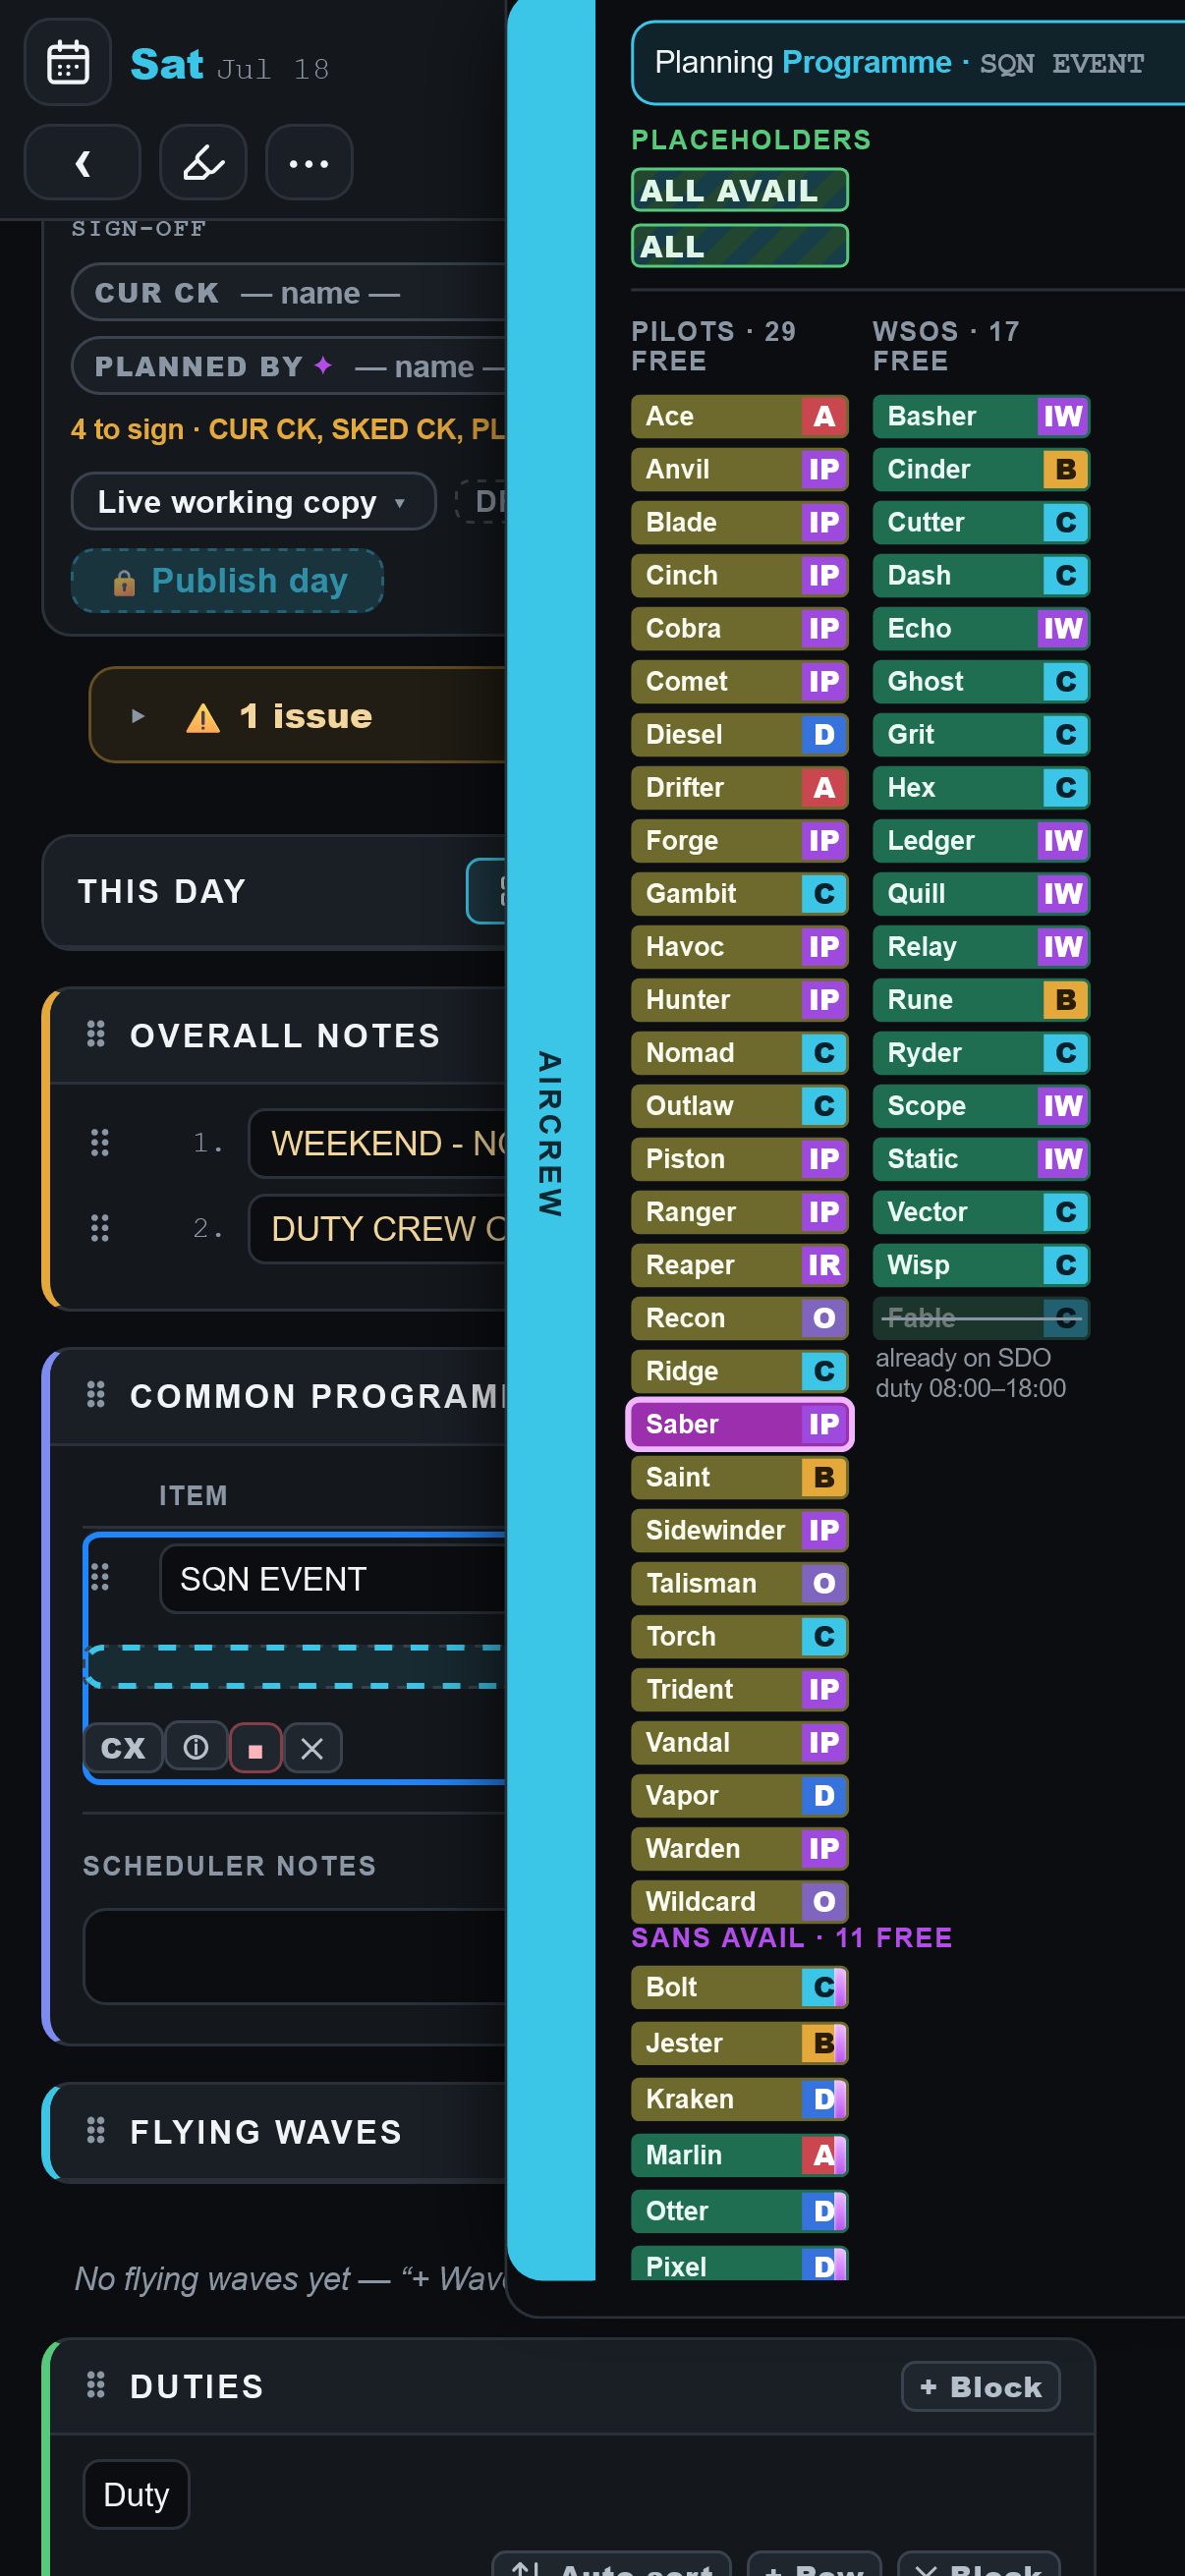 Sat Jul 18
SIGN-OFF
CUR CK — name —
PLANNED BY — name —
4 to sign · CUR CK, SKED CK, PL
Live working copy
Publish day
1 issue
THIS DAY
OVERALL NOTES
1. WEEKEND - NO
2. DUTY CREW O
COMMON PROGRAM
ITEM
SQN EVENT
CX
SCHEDULER NOTES
FLYING WAVES
No flying waves yet — “+ Wav
DUTIES
+ Block
Duty
Auto-sort
+ Row
Block
AIRCREW
Planning Programme · SQN EVENT
PLACEHOLDERS
ALL AVAIL
ALL
PILOTS · 29 FREE
Ace A
Anvil IP
Blade IP
Cinch IP
Cobra IP
Comet IP
Diesel D
Drifter A
Forge IP
Gambit C
Havoc IP
Hunter IP
Nomad C
Outlaw C
Piston IP
Ranger IP
Reaper IR
Recon O
Ridge C
Saber IP
Saint B
Sidewinder IP
Talisman O
Torch C
Trident IP
Vandal IP
Vapor D
Warden IP
Wildcard O
WSOS · 17 FREE
Basher IW
Cinder B
Cutter C
Dash C
Echo IW
Ghost C
Grit C
Hex C
Ledger IW
Quill IW
Relay IW
Rune B
Ryder C
Scope IW
Static IW
Vector C
Wisp C
Fable C
already on SDO
duty 08:00–18:00
SANS AVAIL · 11 FREE
Bolt C
Jester B
Kraken D
Marlin A
Otter D
Pixel D